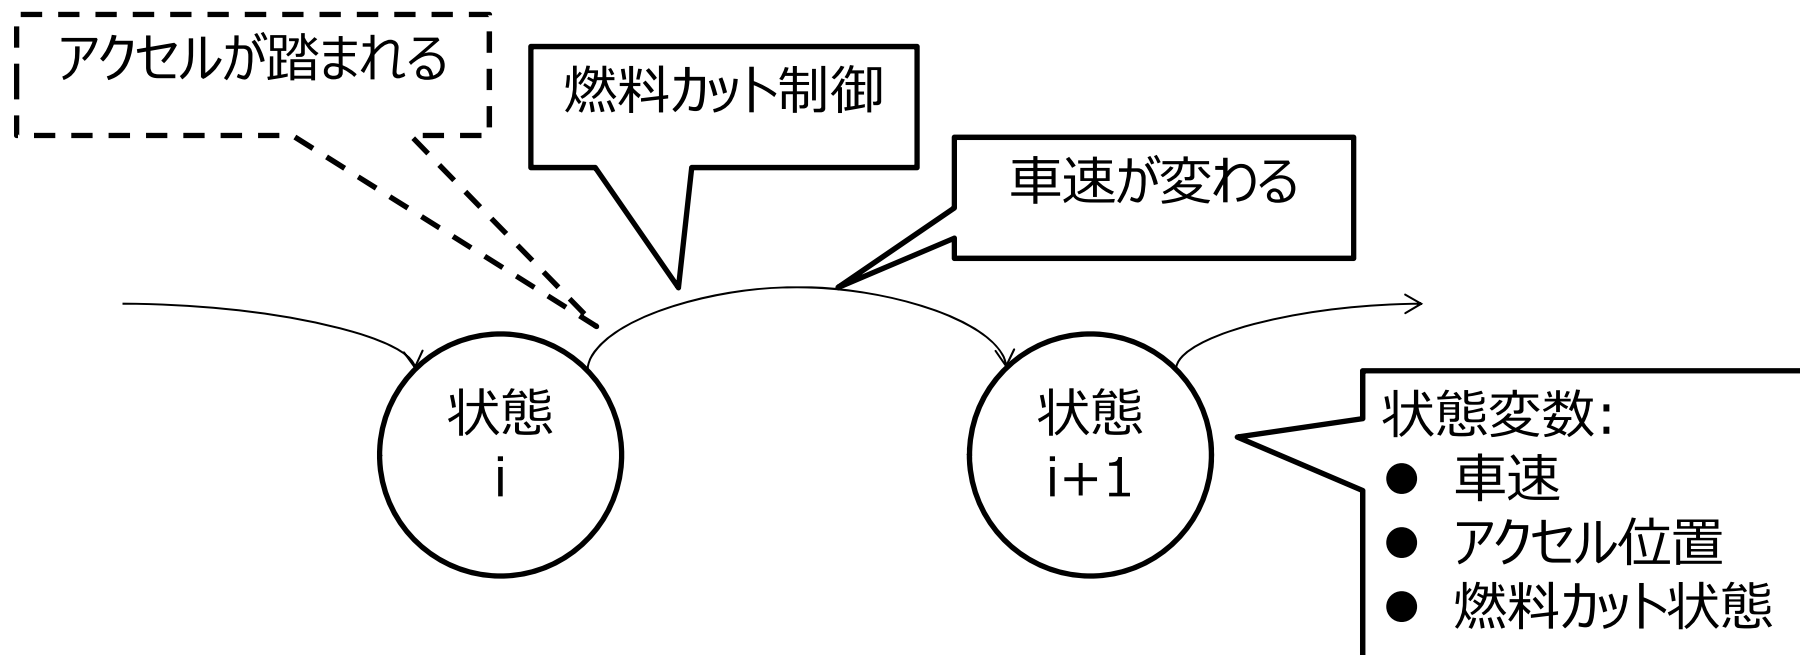 アクセルが踏まれる
燃料カット制御
車速が変わる
状態
i
状態
i+1
状態変数:
● 車速
● アクセル位置
● 燃料カット状態